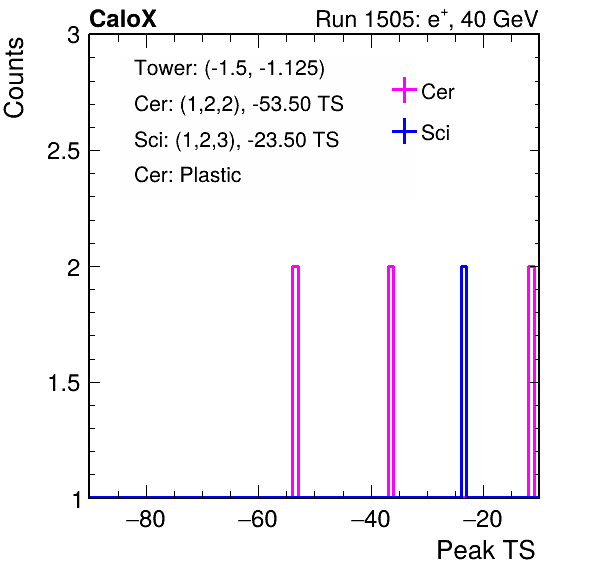 CaloX Run 1505: e⁺, 40 GeV
Counts
Tower: (-1.5, -1.125)
Cer: (1,2,2), -53.50 TS
Sci: (1,2,3), -23.50 TS
Cer: Plastic
Cer
Sci
3
2.5
2
1.5
1
−80 −60 −40 −20
Peak TS